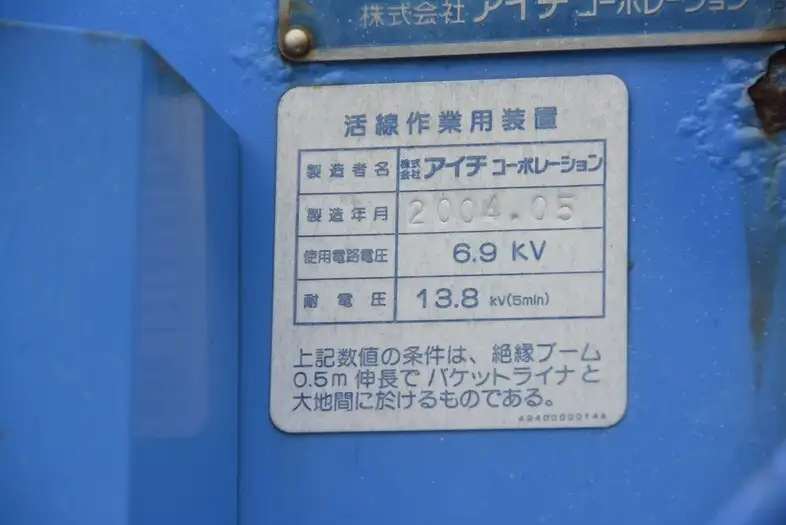 株式会社 アイチ コーポレーション
活線作業用装置
製造者名 株式会社 アイチ コーポレーション
製造年月 2004.05
使用電路電圧 6.9 KV
耐電圧 13.8 kV(5min)
上記数値の条件は、絶縁ブーム
0.5m 伸長で バケットライナと
大地間に於けるものである。